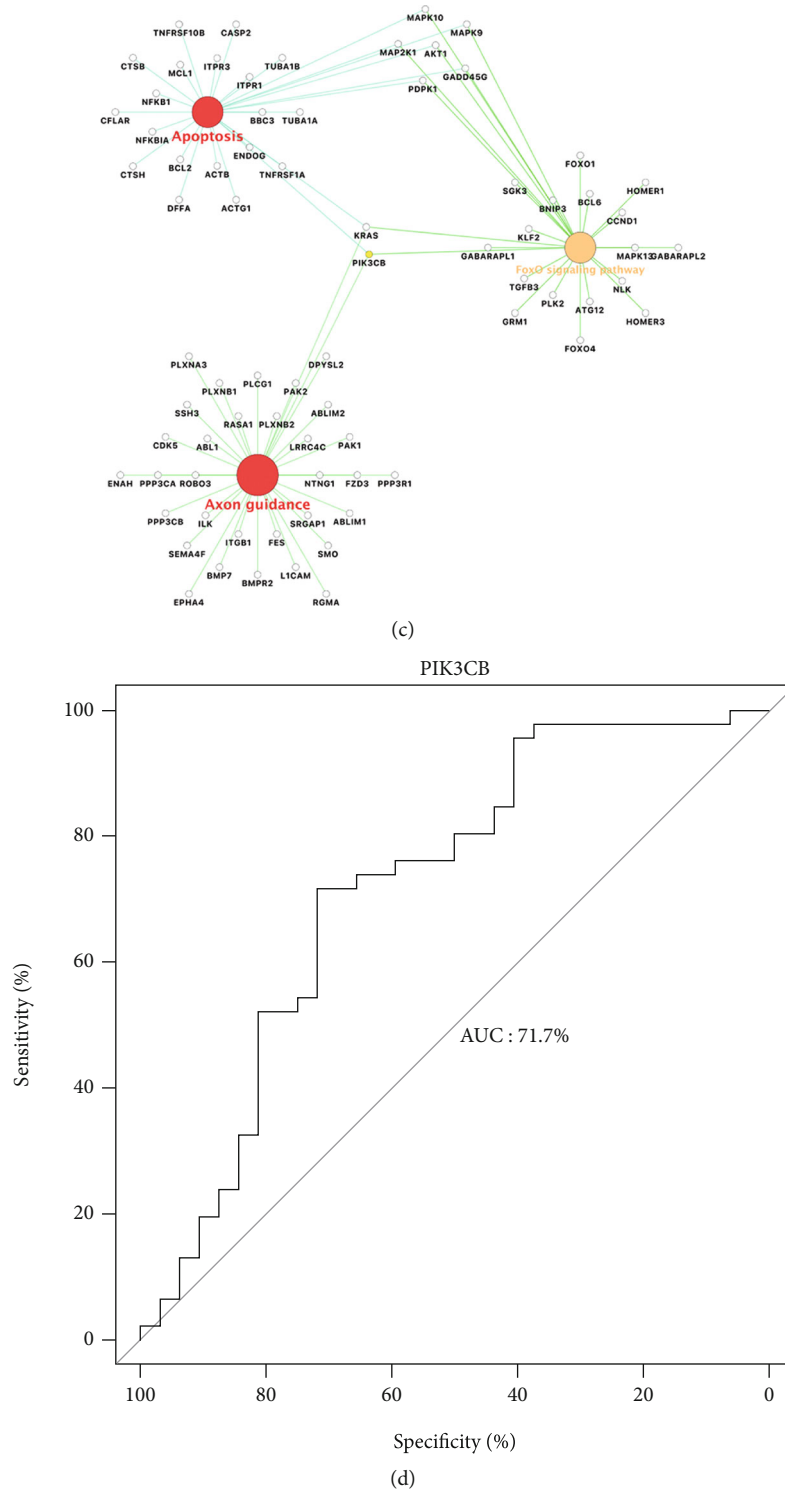 MAPK10
TNFRSF10B CASP2 MAPK9
MAP2K1 AKT1
CTSB ITPR3 TUBA1B
MCL1 GADD45G
ITPR1 PDPK1
NFKB1
CFLAR BBC3 TUBA1A
Apoptosis
NFKBIA
ENDOG
CTSH BCL2 ACTB TNFRSF1A FOXO1
SGK3 HOMER1
BNIP3 BCL6
DFFA ACTG1 CCND1
KRAS KLF2
PIK3CB GABARAPL1 MAPK13 GABARAPL2
FoxO signaling pathway
TGFB3 NLK
PLK2 ATG12
GRM1 HOMER3
FOXO4
PLXNA3 DPYSL2
PLXNB1 PLCG1 PAK2
SSH3 ABLIM2
RASA1 PLXNB2
CDK5 ABL1 LRRC4C PAK1
ENAH PPP3CA ROBO3 NTNG1 FZD3 PPP3R1
Axon guidance
PPP3CB ILK SRGAP1 ABLIM1
ITGB1 FES
SEMA4F SMO
BMP7 BMPR2 L1CAM
EPHA4 RGMA
(c)
PIK3CB
100
80
60
40
20
0
Sensitivity (%)
AUC : 71.7%
100 80 60 40 20 0
Specificity (%)
(d)